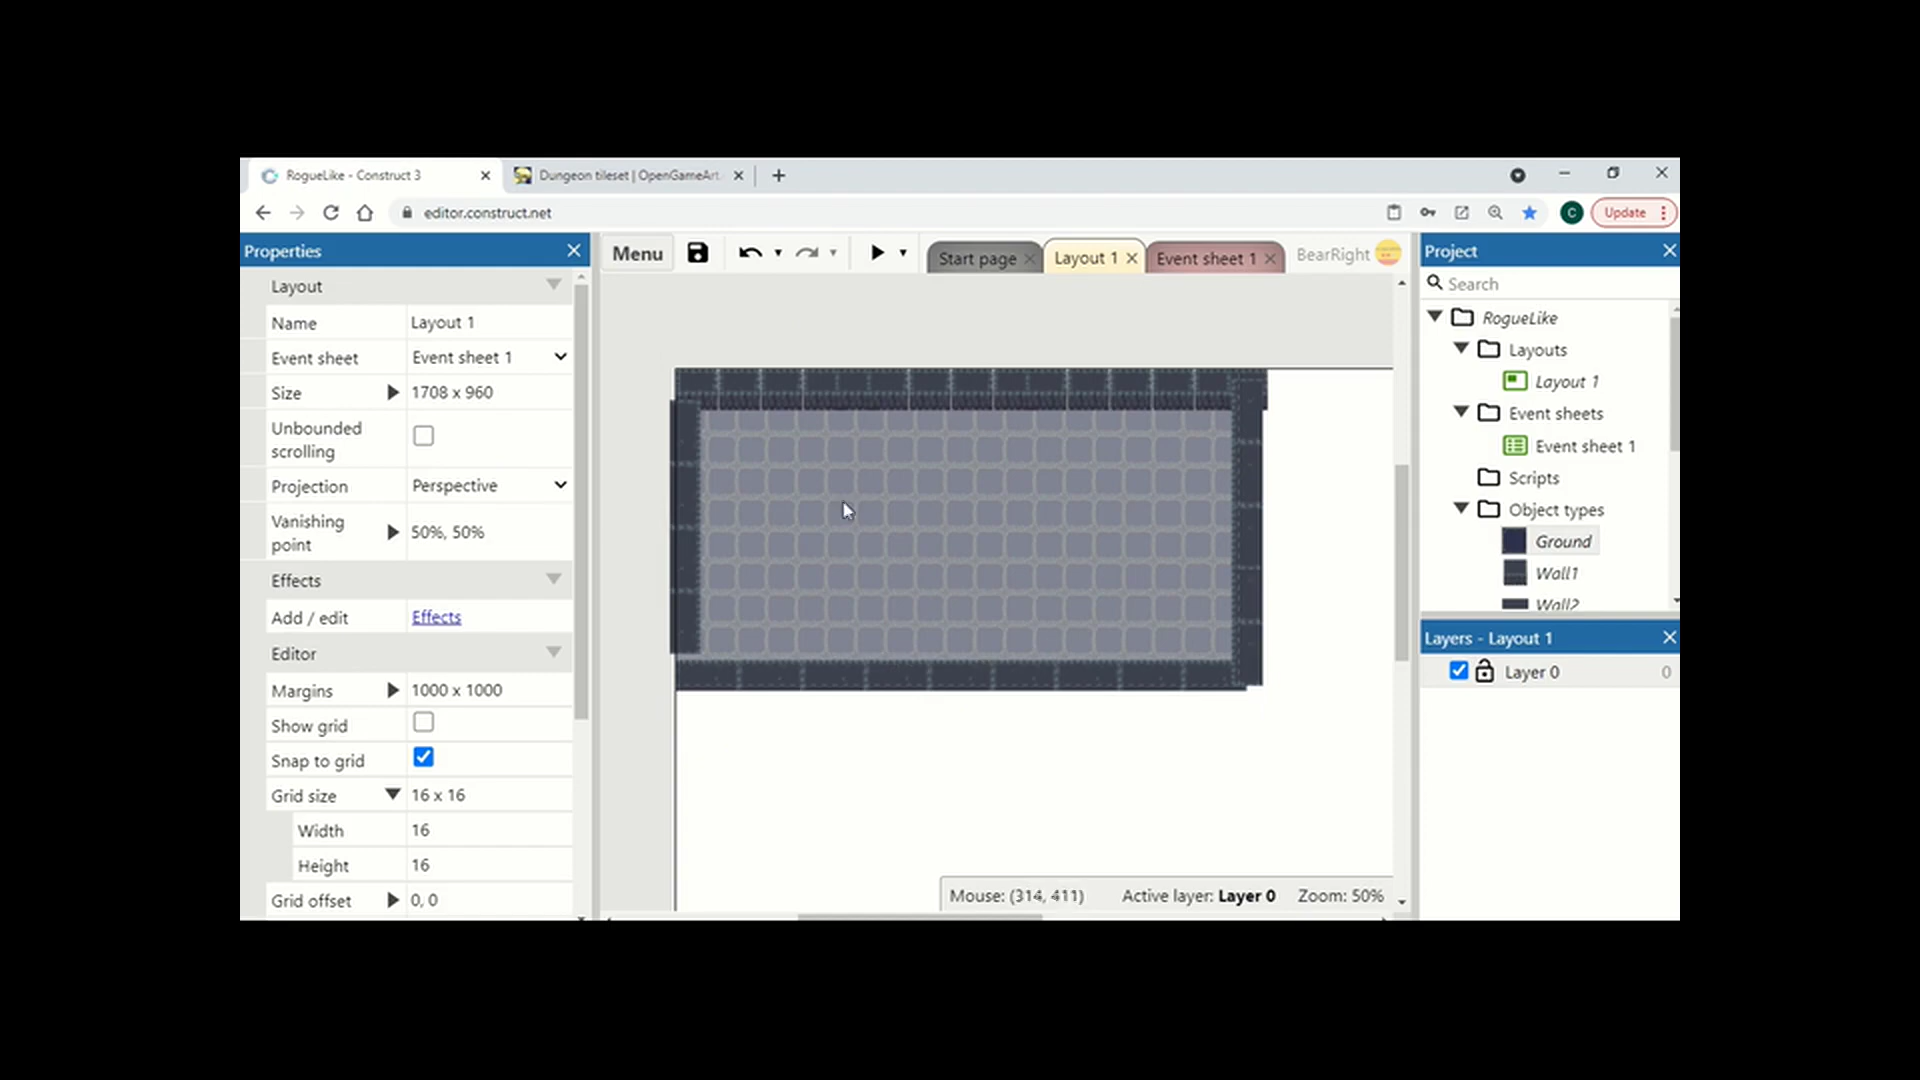 RogueLike - Construct 3
Dungeon tileset | OpenGameArt.
editor.construct.net
C
Update
Properties
Menu
Start page
Layout 1
Event sheet 1
BearRight
Project
Search
Layout
Name
Layout 1
Event sheet
Event sheet 1
Size
1708 x 960
Unbounded
scrolling
Projection
Perspective
Vanishing
point
50%, 50%
Effects
Add / edit
Effects
Editor
Margins
1000 x 1000
Show grid
Snap to grid
Grid size
16 x 16
Width
16
Height
16
Grid offset
0, 0
RogueLike
Layouts
Layout 1
Event sheets
Event sheet 1
Scripts
Object types
Ground
Wall1
Wall2
Layers - Layout 1
Layer 0
0
Mouse: (314, 411)
Active layer: Layer 0
Zoom: 50%